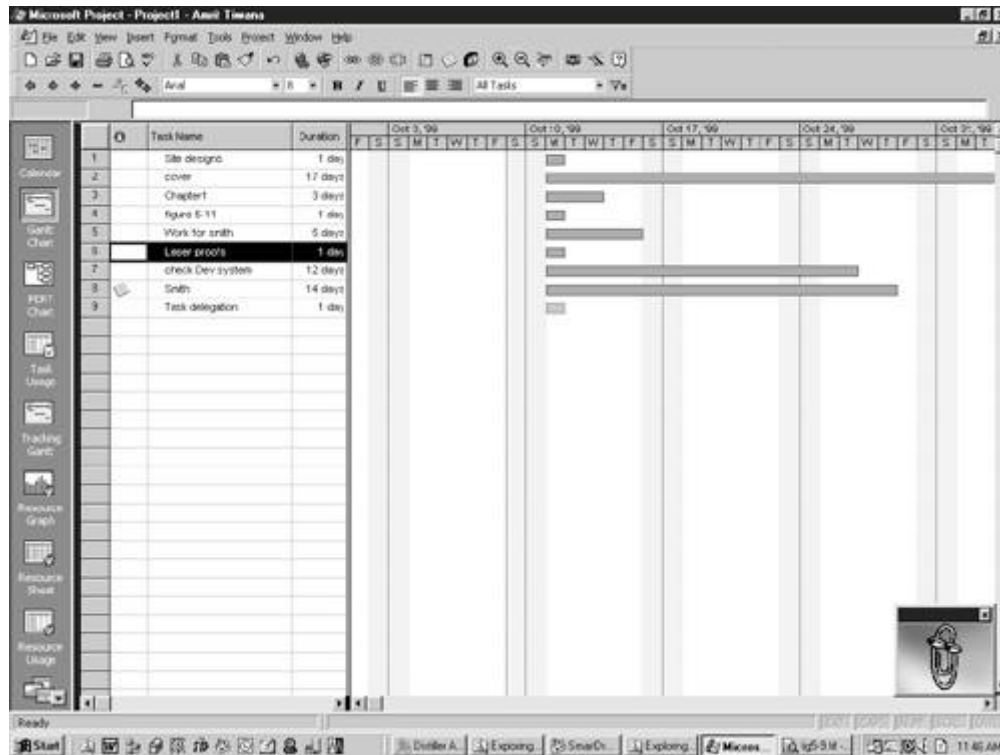 Microsoft Project - Project1 - Amrit Tiwana
File Edit View Insert Format Tools Project Window Help
Arial 8 B I U All Tasks
Task Name Duration Oct 3, '99 Oct 10, '99 Oct 17, '99 Oct 24, '99 Oct 31, '99
F S S M T W T F S S M T W T F S S M T W T F S S M T W T F S S M T
1 Site designs 1 day
2 cover 17 days
3 Chapter1 3 days
4 figure 6-11 1 day
5 Work for smith 5 days
6 Laser proofs 1 day
7 check Dev system 12 days
8 Smith 14 days
9 Task delegation 1 day
Calendar
Gantt Chart
PERT Chart
Task Usage
Tracking Gantt
Resource Graph
Resource Sheet
Resource Usage
Ready
Start Distiller A... Exploring Exploring Micros